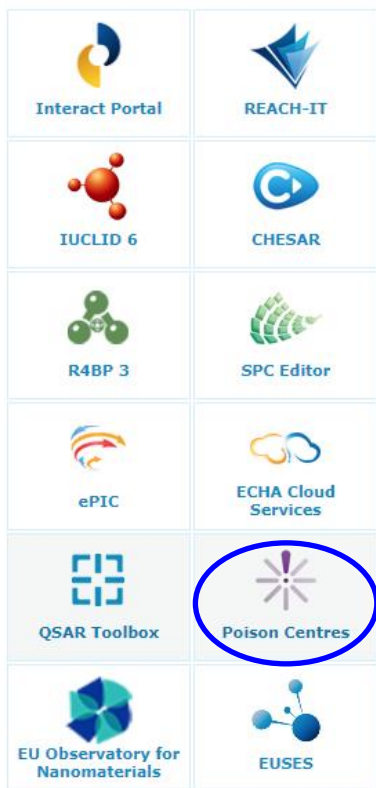 Interact Portal
REACH-IT
IUCLID 6
CHESAR
R4BP 3
SPC Editor
ePIC
ECHA Cloud
Services
QSAR Toolbox
Poison Centres
EU Observatory for
Nanomaterials
EUSES